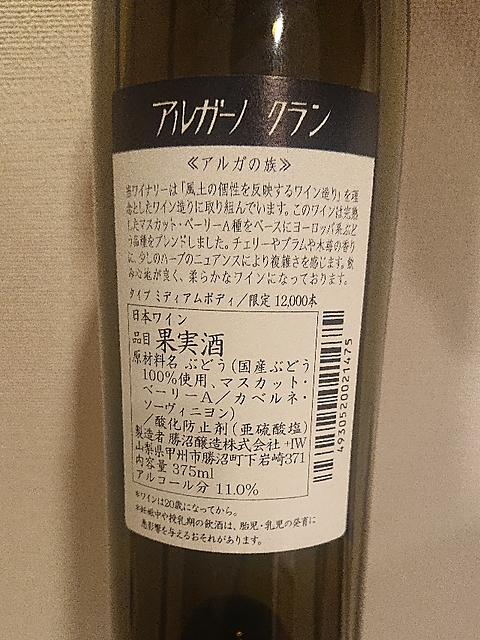 アルガーノ クラン
≪アルガの族≫
当ワイナリーは「風土の個性を反映するワイン造り」を理
念としたワイン造りに取り組んでいます。このワインは完熟
したマスカット・ベーリーA種をベースにヨーロッパ系ぶど
う品種をブレンドしました。チェリーやプラムや木苺の香り
に、少しのハーブのニュアンスにより複雑さを感じます。飲
み心地が良く、柔らかなワインになっております。
タイプ ミディアムボディ／限定 12,000本
日本ワイン
品目 果実酒
原材料名 ぶどう(国産ぶどう
100%使用、マスカット・
ベーリーA／カベルネ・
ソーヴィニヨン)
／酸化防止剤(亜硫酸塩)
製造者 勝沼醸造株式会社 +IW
山梨県甲州市勝沼町下岩崎371
内容量 375ml
アルコール分 11.0%
4930520021475
※ワインは20歳になってから。
※妊娠中や授乳期の飲酒は、胎児・乳児の発育に
悪影響を与えるおそれがあります。